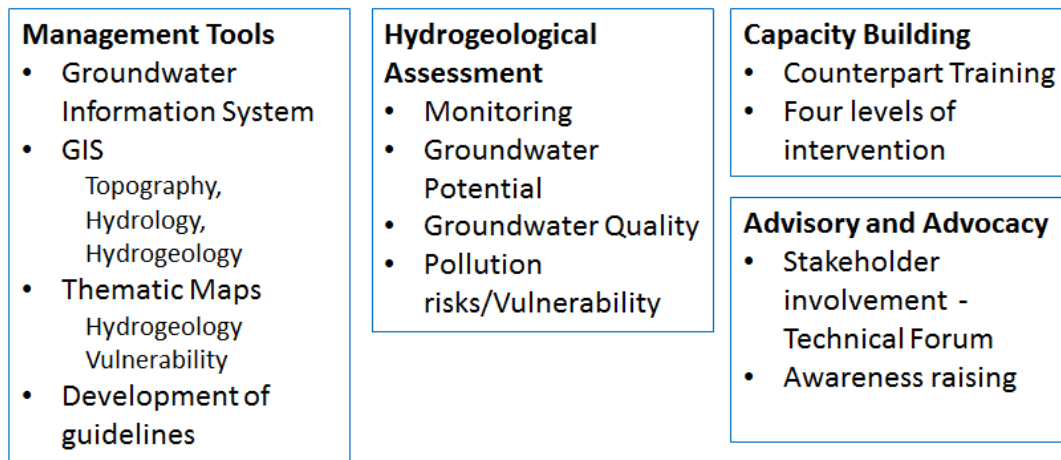 Management Tools
• Groundwater
Information System
• GIS
Topography,
Hydrology,
Hydrogeology
• Thematic Maps
Hydrogeology
Vulnerability
• Development of
guidelines
Hydrogeological
Assessment
• Monitoring
• Groundwater
Potential
• Groundwater Quality
• Pollution
risks/Vulnerability
Capacity Building
• Counterpart Training
• Four levels of
intervention
Advisory and Advocacy
• Stakeholder
involvement -
Technical Forum
• Awareness raising